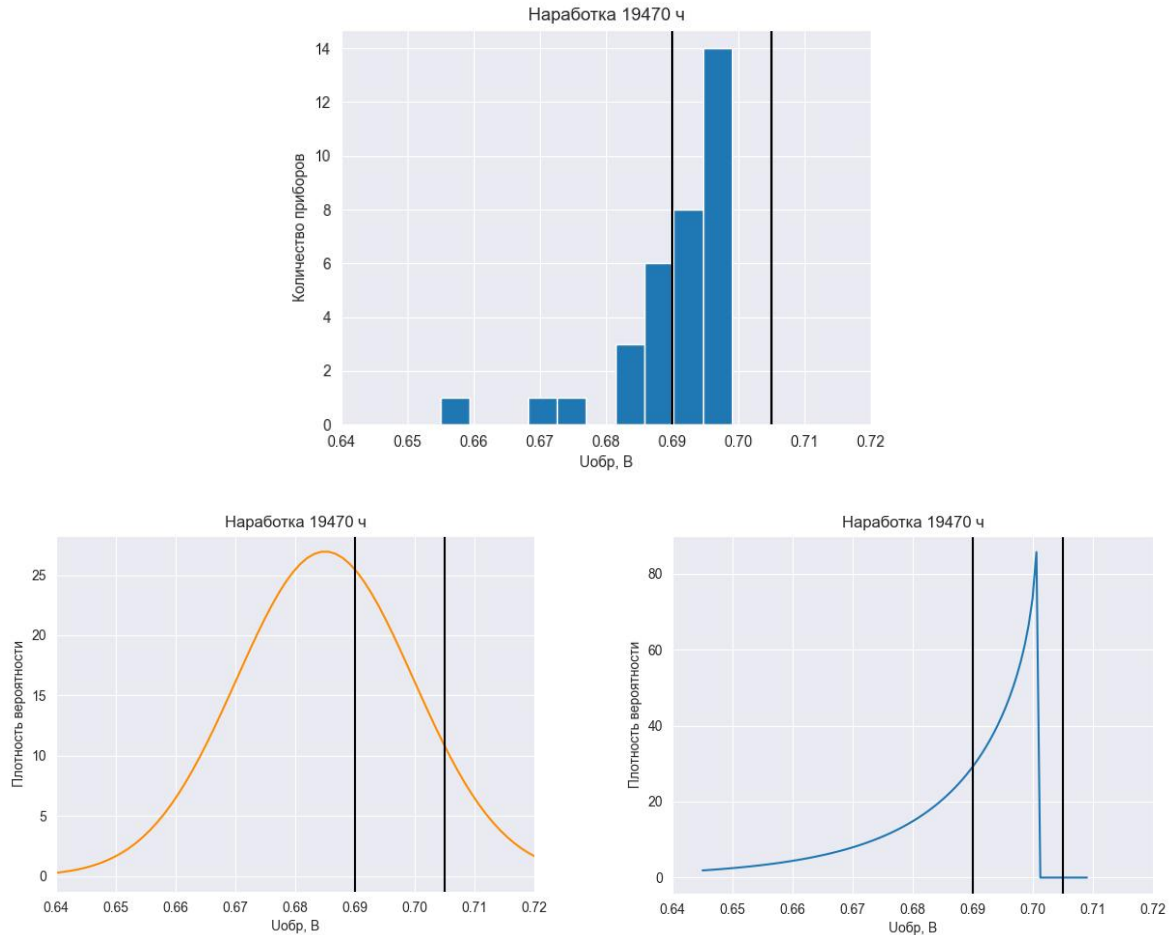 Наработка 19470 ч
14
12
10
8
6
4
2
0
Количество приборов
0.64 0.65 0.66 0.67 0.68 0.69 0.70 0.71 0.72
Uобр, В
Наработка 19470 ч
25
20
15
10
5
0
Плотность вероятности
0.64 0.65 0.66 0.67 0.68 0.69 0.70 0.71 0.72
Uобр, В
Наработка 19470 ч
80
60
40
20
0
Плотность вероятности
0.64 0.65 0.66 0.67 0.68 0.69 0.70 0.71 0.72
Uобр, В